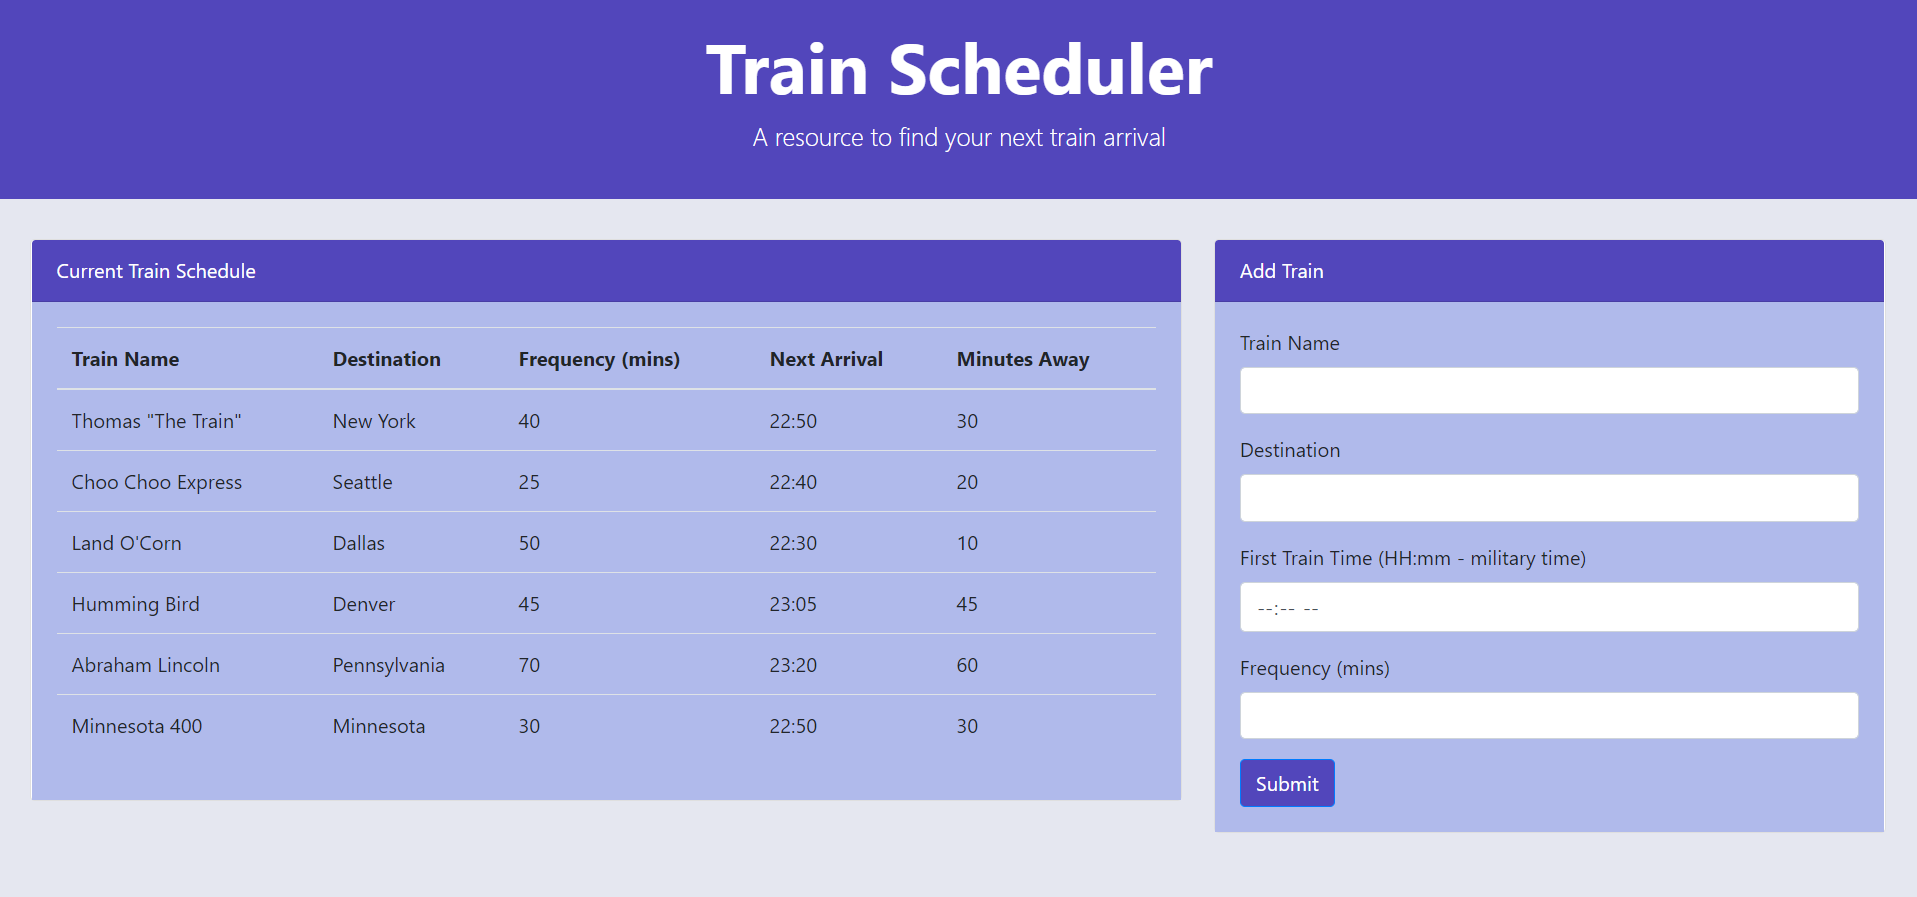 Train Scheduler
A resource to find your next train arrival
Current Train Schedule
Train Name Destination Frequency (mins) Next Arrival Minutes Away
Thomas "The Train" New York 40 22:50 30
Choo Choo Express Seattle 25 22:40 20
Land O'Corn Dallas 50 22:30 10
Humming Bird Denver 45 23:05 45
Abraham Lincoln Pennsylvania 70 23:20 60
Minnesota 400 Minnesota 30 22:50 30
Add Train
Train Name
Destination
First Train Time (HH:mm - military time)
--:-- --
Frequency (mins)
Submit